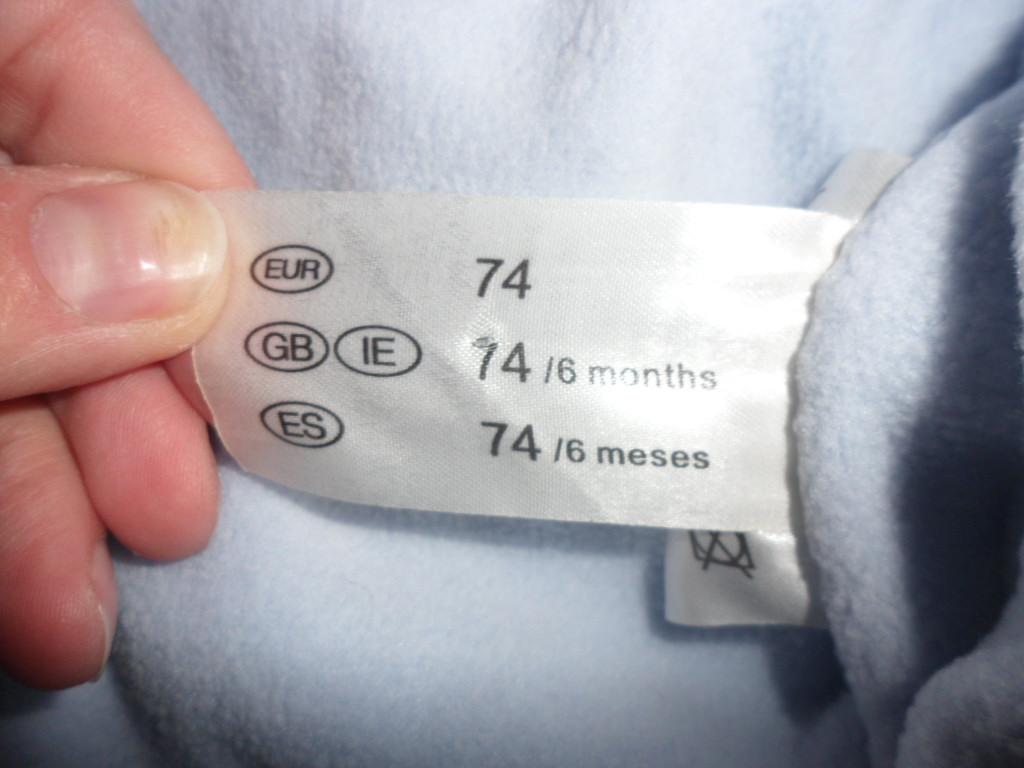 EUR 74
GB IE 74 /6 months
ES 74 /6 meses